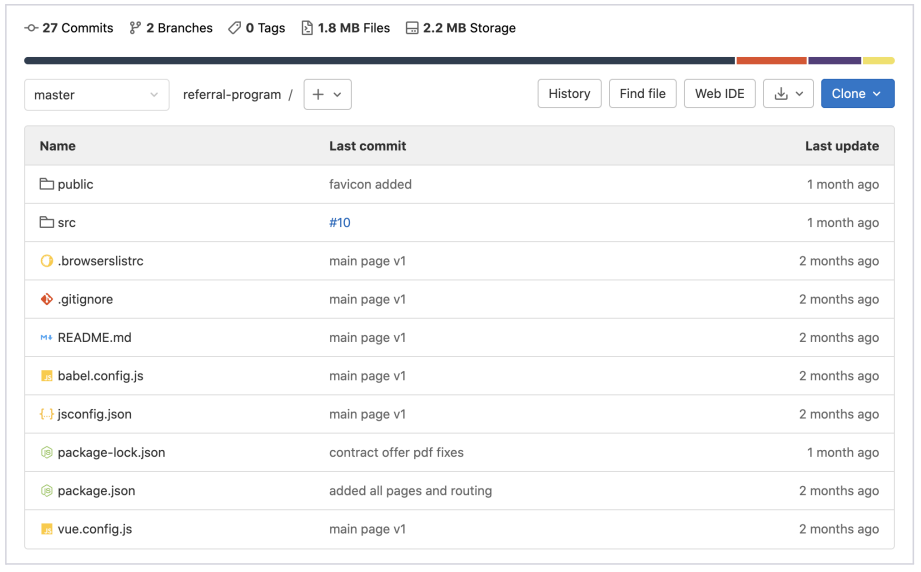 27 Commits 2 Branches 0 Tags 1.8 MB Files 2.2 MB Storage
master referral-program / + History Find file Web IDE Clone
Name Last commit Last update
public favicon added 1 month ago
src #10 1 month ago
.browserslistrc main page v1 2 months ago
.gitignore main page v1 2 months ago
M↓ README.md main page v1 2 months ago
JS babel.config.js main page v1 2 months ago
{..} jsconfig.json main page v1 2 months ago
JS package-lock.json contract offer pdf fixes 1 month ago
JS package.json added all pages and routing 2 months ago
JS vue.config.js main page v1 2 months ago